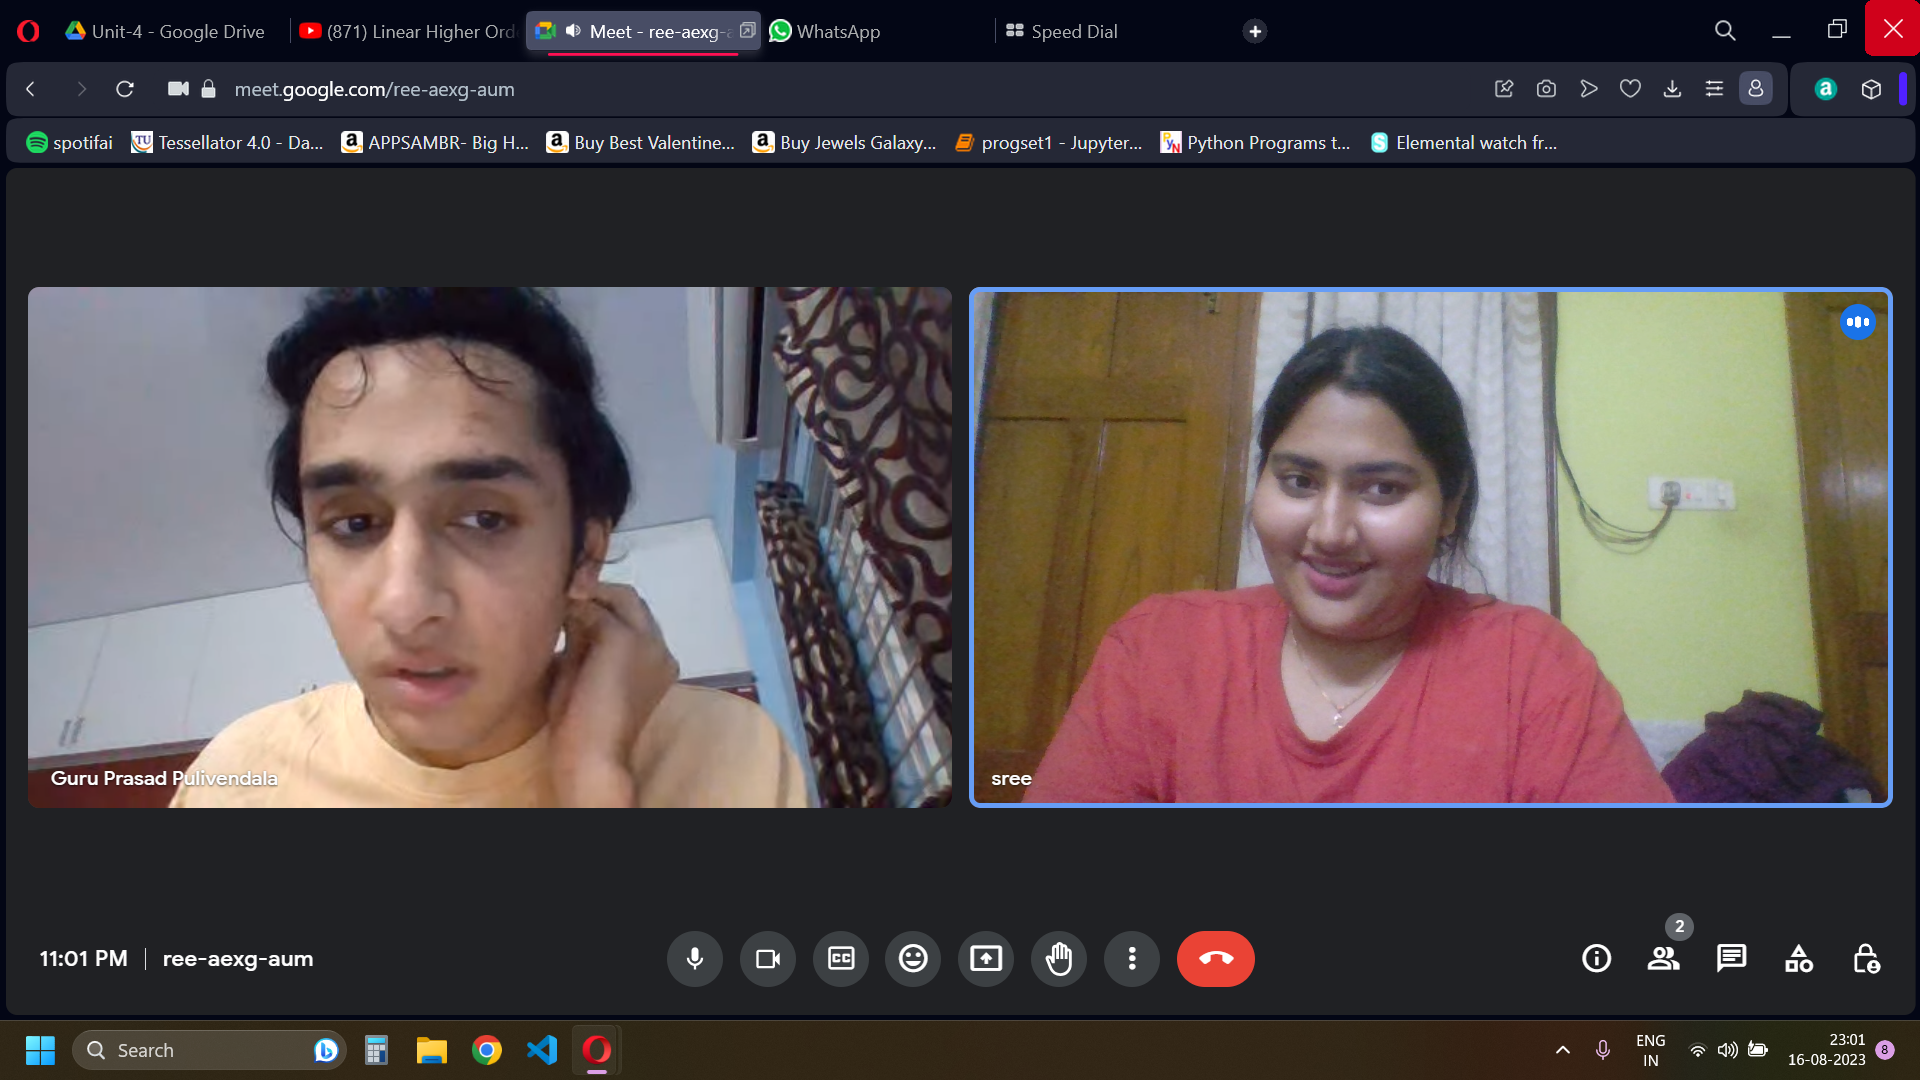 Unit-4 - Google Drive
(871) Linear Higher Ord
Meet - ree-aexg-a
WhatsApp
Speed Dial
meet.google.com/ree-aexg-aum
a
spotifai
TU
Tessellator 4.0 - Da...
a
APPSAMBR- Big H...
a
Buy Best Valentine...
a
Buy Jewels Galaxy...
progset1 - Jupyter...
Python Programs t...
S
Elemental watch fr...
Guru Prasad Pulivendala
sree
11:01 PM
ree-aexg-aum
CC
2
Search
ENG
IN
23:01
16-08-2023
8